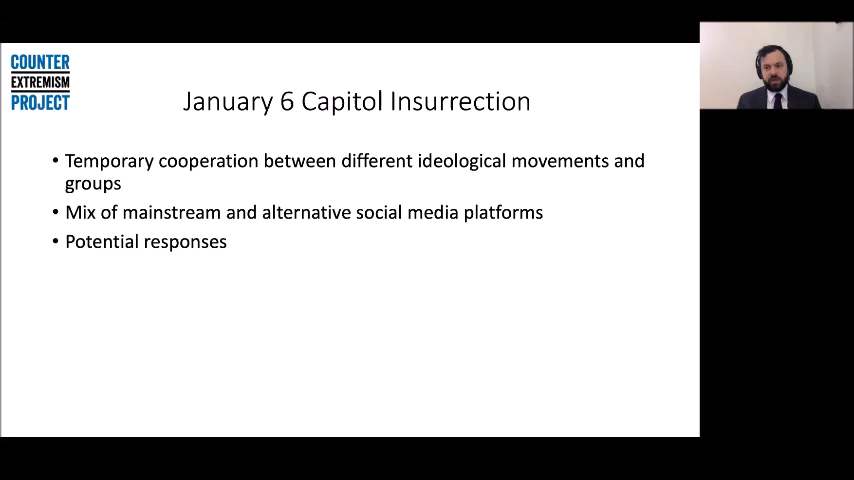 COUNTER
EXTREMISM
PROJECT
January 6 Capitol Insurrection
• Temporary cooperation between different ideological movements and
groups
• Mix of mainstream and alternative social media platforms
• Potential responses